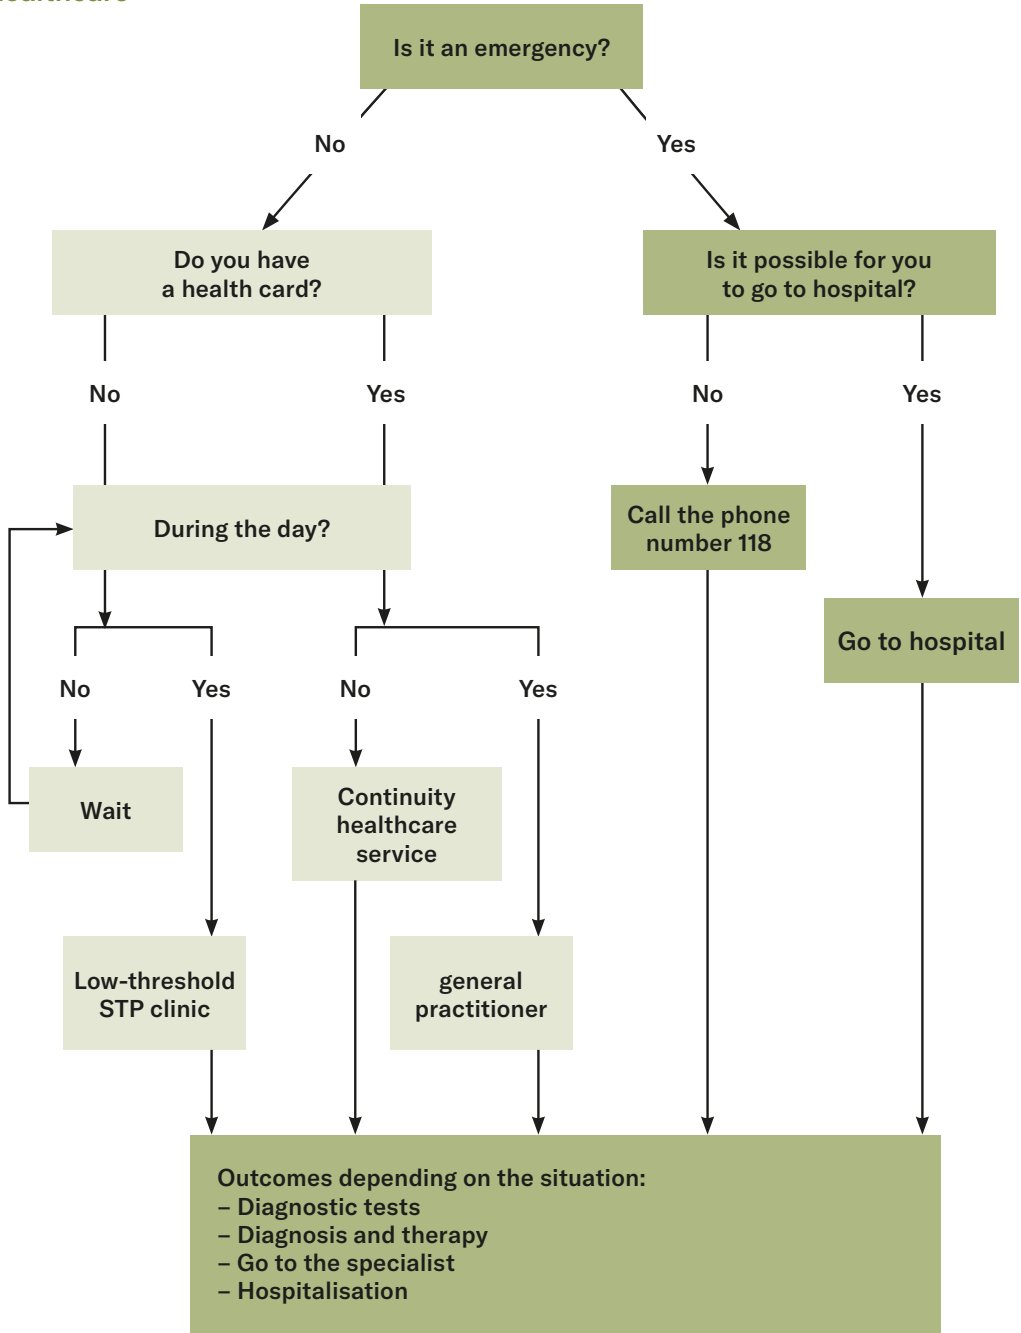 Is it an emergency?
No
Yes
Do you have
a health card?
Is it possible for you
to go to hospital?
No
Yes
No
Yes
During the day?
Call the phone
number 118
Go to hospital
No
Yes
No
Yes
Wait
Continuity
healthcare
service
Low-threshold
STP clinic
general
practitioner
Outcomes depending on the situation:
– Diagnostic tests
– Diagnosis and therapy
– Go to the specialist
– Hospitalisation